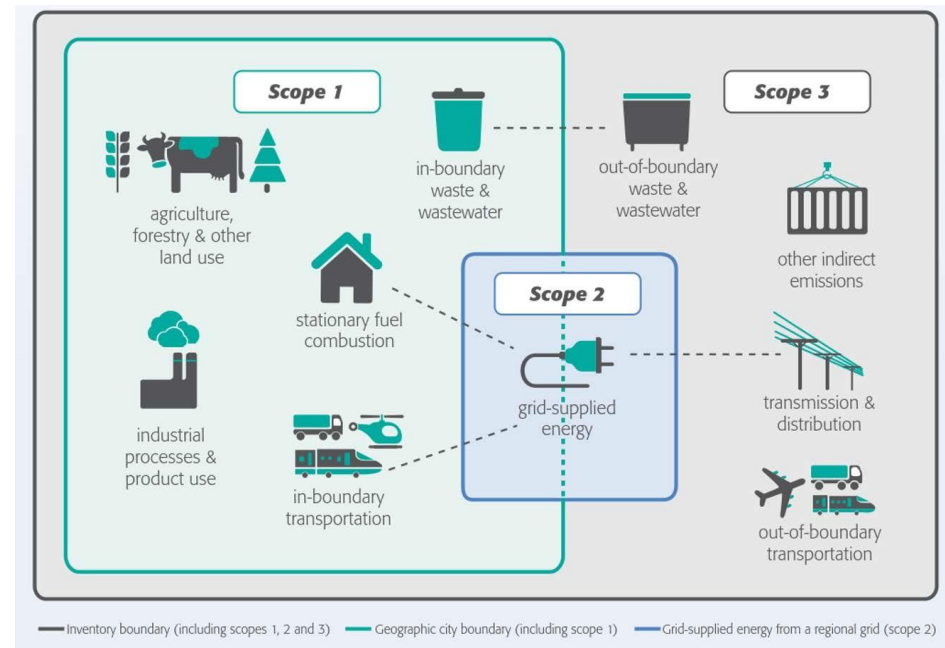 Scope 1
Scope 3
in-boundary
waste &
wastewater
out-of-boundary
waste &
wastewater
agriculture,
forestry & other
land use
other indirect
emissions
Scope 2
stationary fuel
combustion
grid-supplied
energy
transmission &
distribution
industrial
processes &
product use
in-boundary
transportation
out-of-boundary
transportation
Inventory boundary (including scopes 1, 2 and 3) Geographic city boundary (including scope 1) Grid-supplied energy from a regional grid (scope 2)